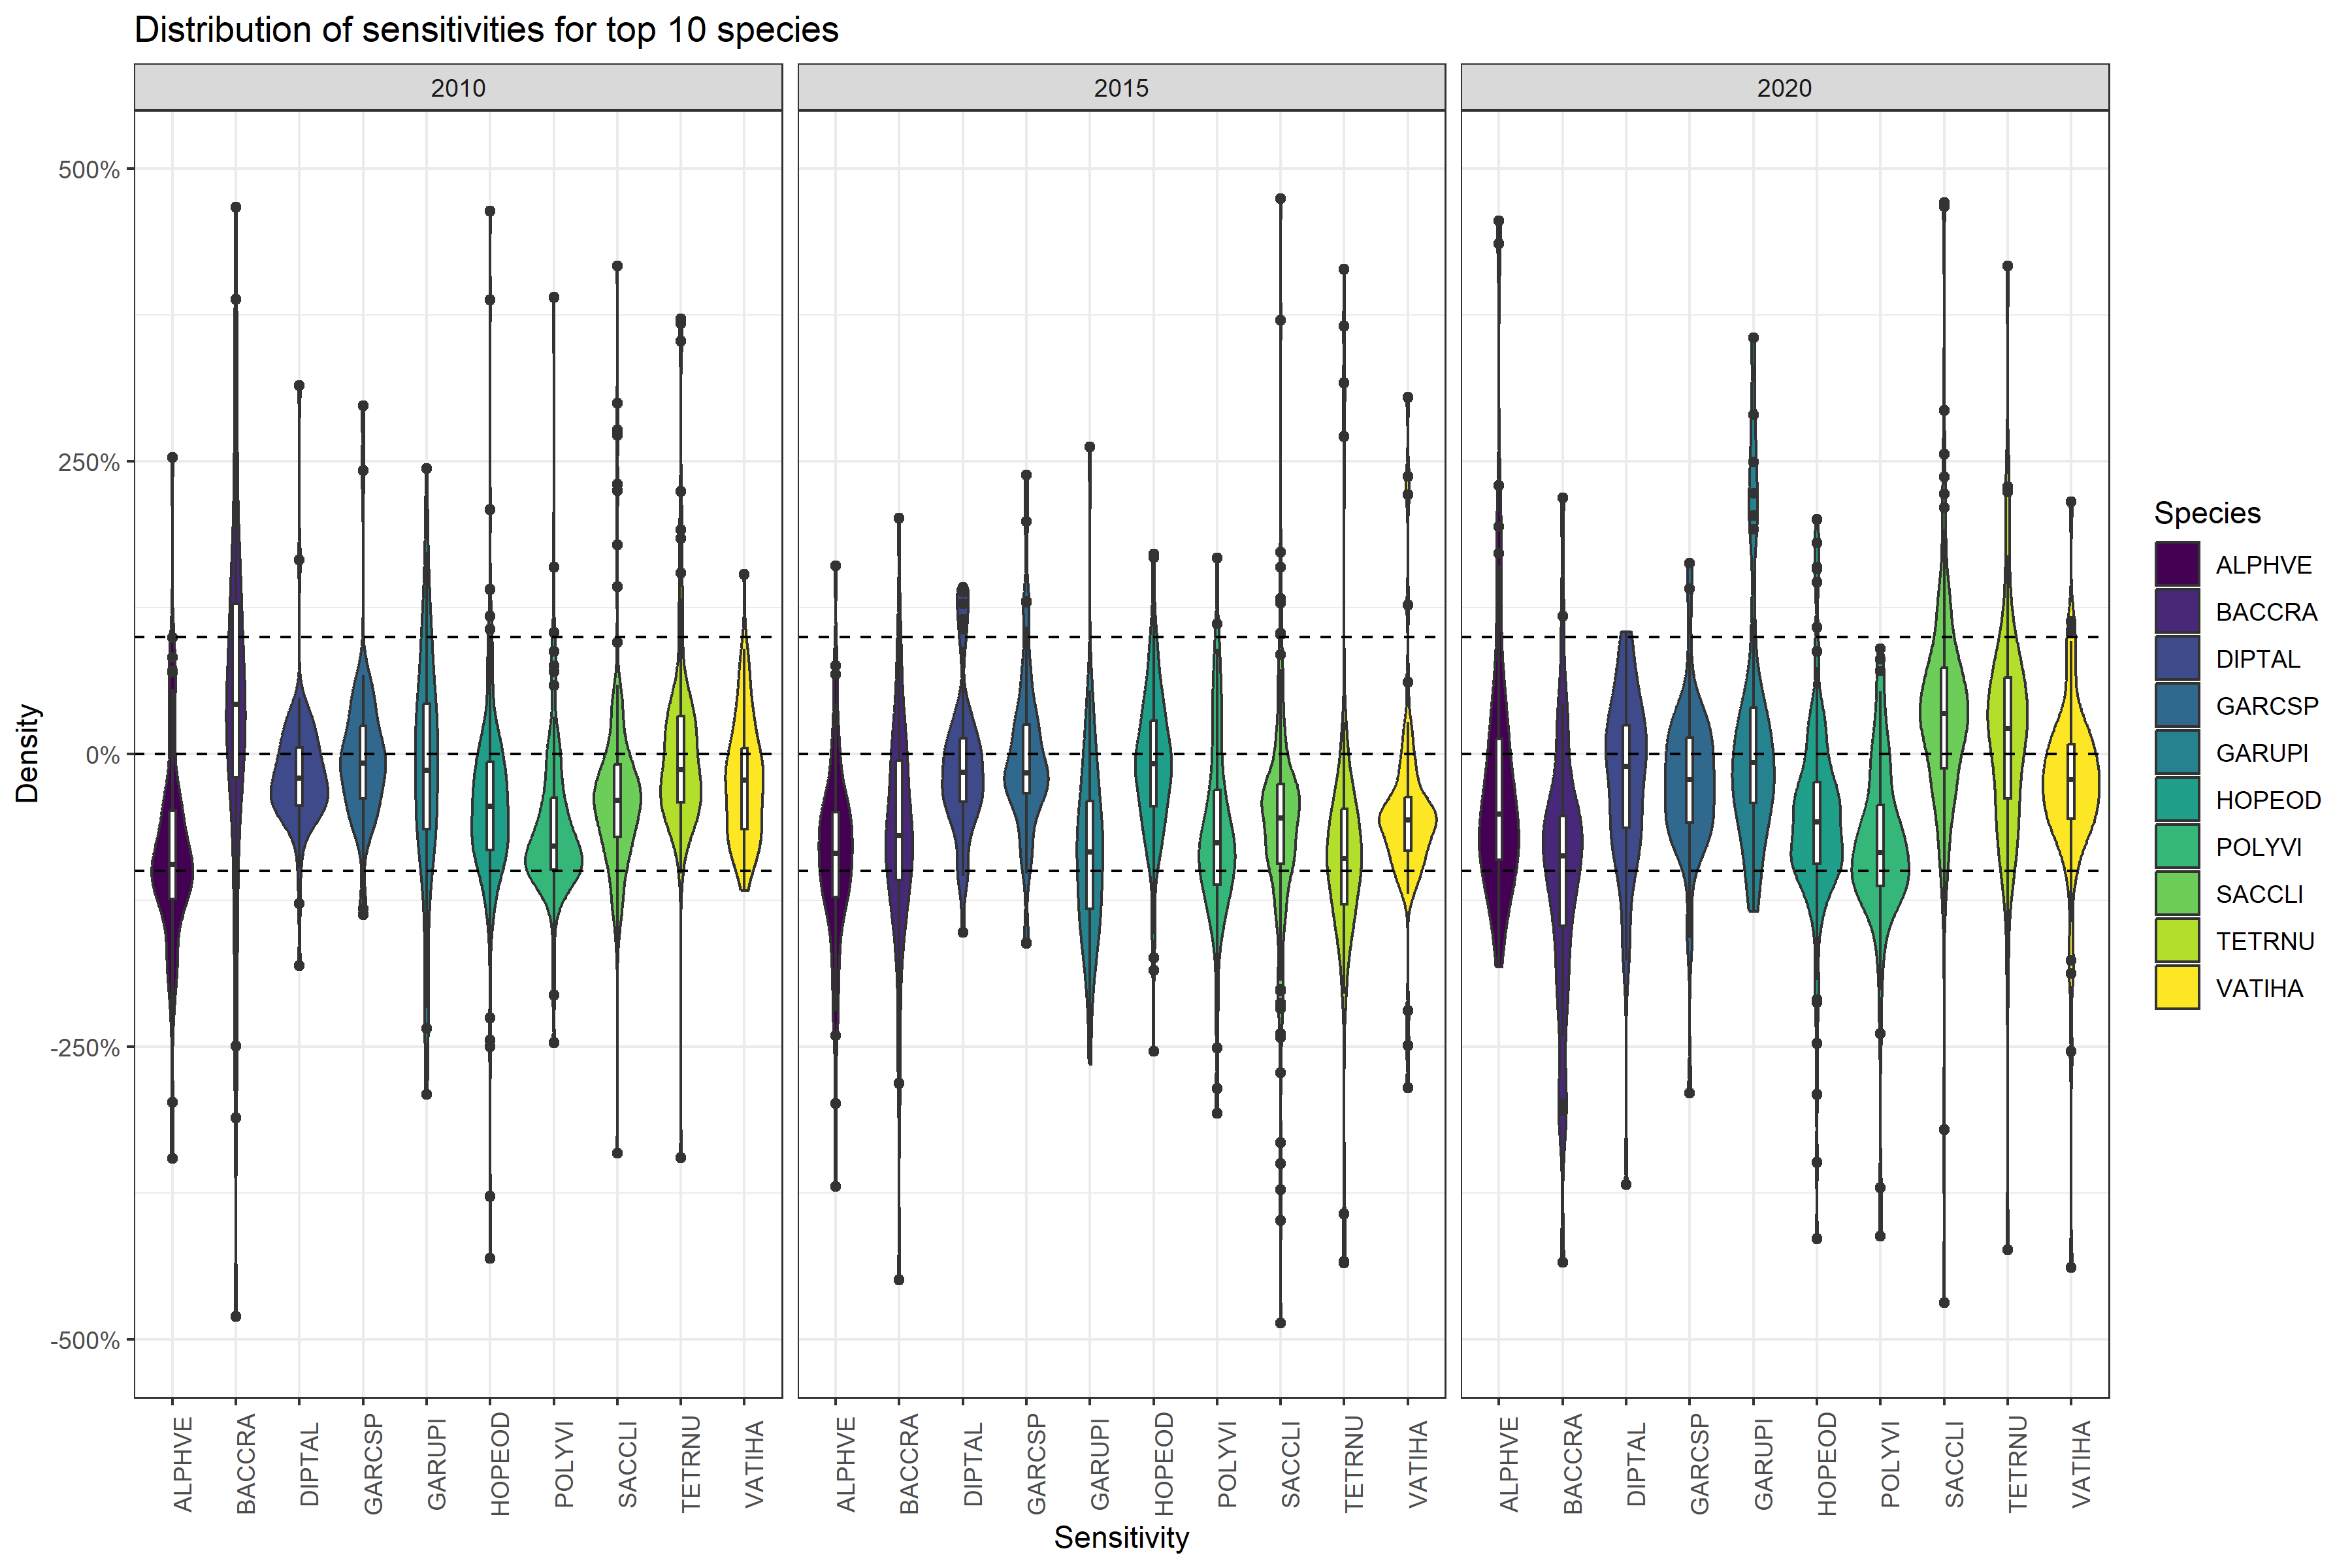 Distribution of sensitivities for top 10 species
2010
2015
2020
500%
250%
0%
-250%
-500%
Density
ALPHVE
BACCRA
DIPTAL
GARCSP
GARUPI
HOPEOD
POLYVI
SACCLI
TETRNU
VATIHA
ALPHVE
BACCRA
DIPTAL
GARCSP
GARUPI
HOPEOD
POLYVI
SACCLI
TETRNU
VATIHA
ALPHVE
BACCRA
DIPTAL
GARCSP
GARUPI
HOPEOD
POLYVI
SACCLI
TETRNU
VATIHA
Sensitivity
Species
ALPHVE
BACCRA
DIPTAL
GARCSP
GARUPI
HOPEOD
POLYVI
SACCLI
TETRNU
VATIHA